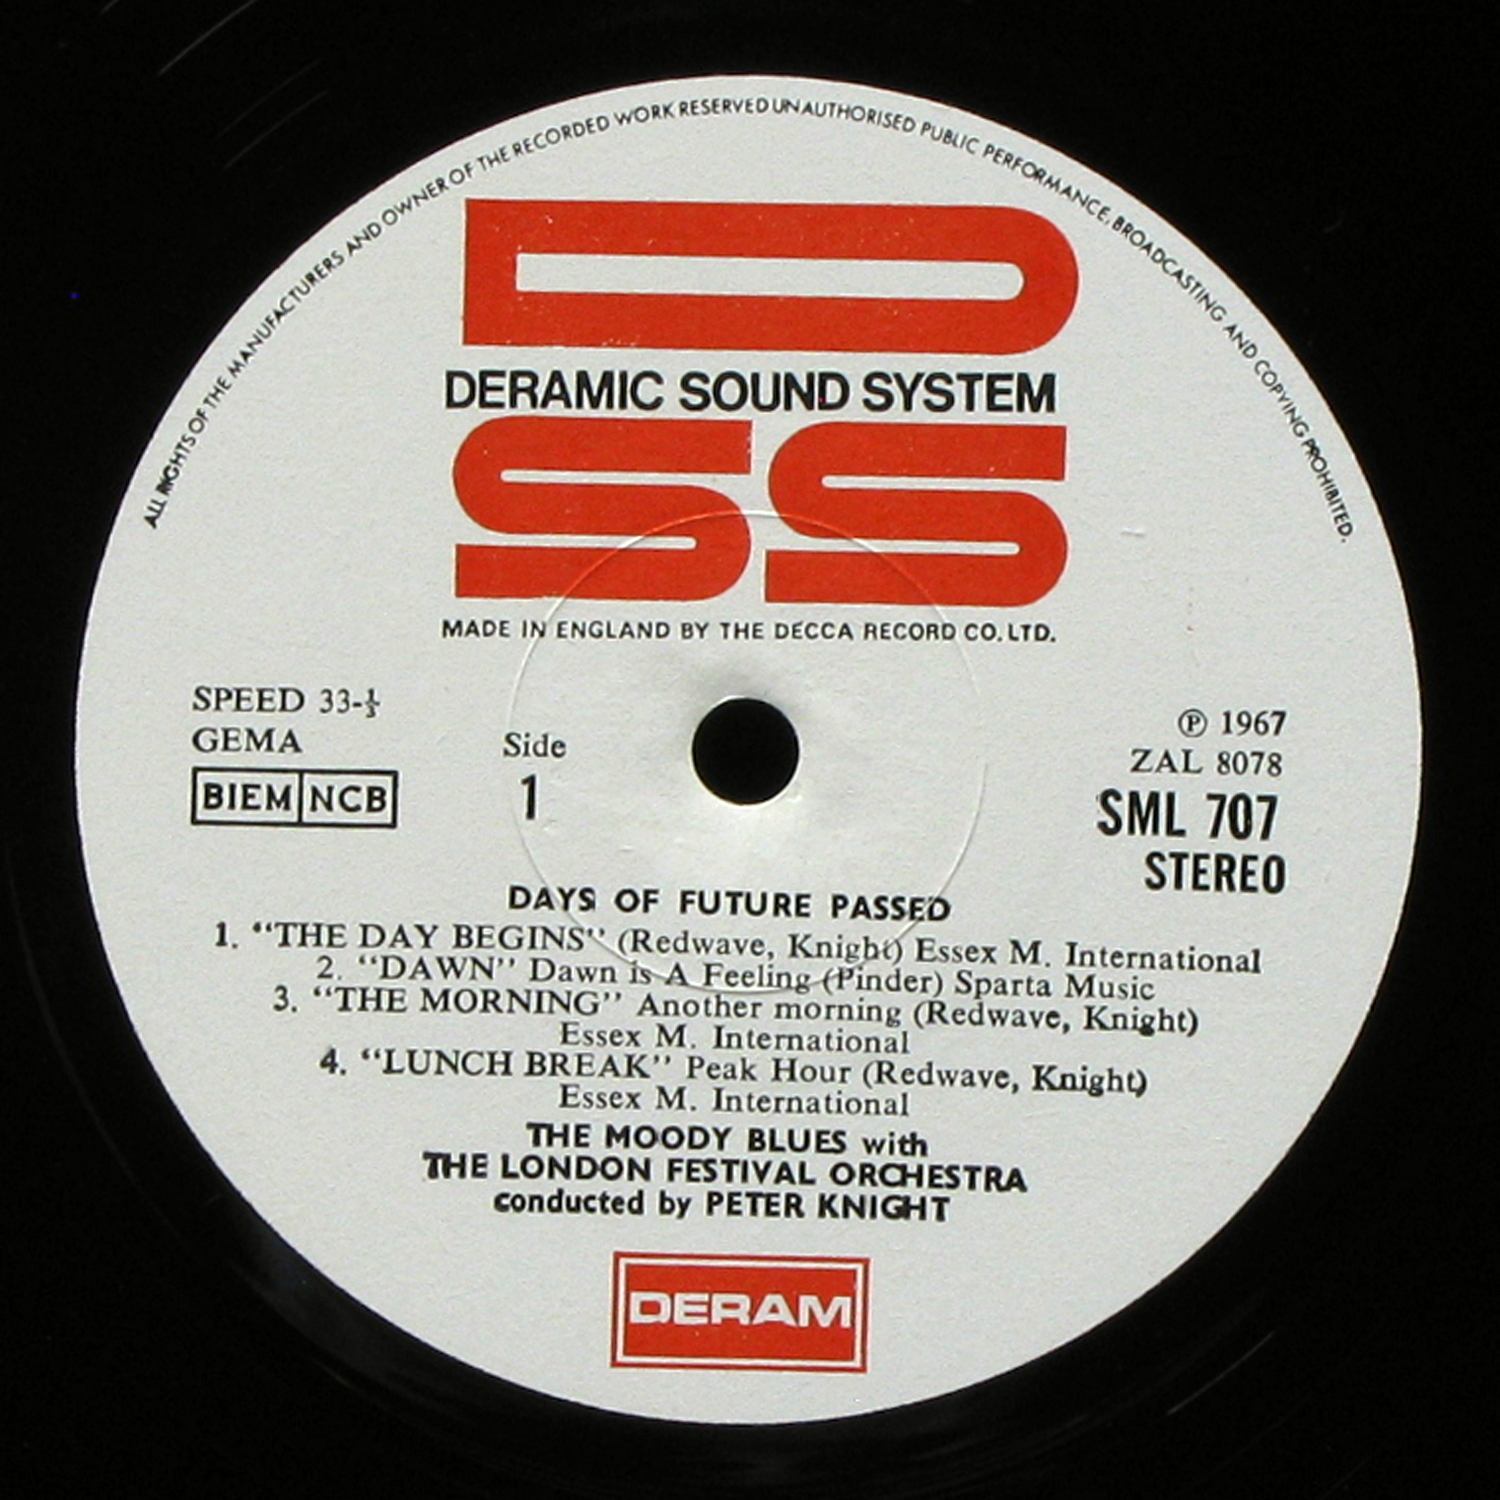 ALL RIGHTS OF THE MANUFACTURERS AND OWNER OF THE RECORDED WORK RESERVED UNAUTHORISED PUBLIC PERFORMANCE, BROADCASTING AND COPYING PROHIBITED.
D
DERAMIC SOUND SYSTEM
SS
MADE IN ENGLAND BY THE DECCA RECORD CO. LTD.
SPEED 33-⅓
GEMA
BIEM NCB
Side
1
℗ 1967
ZAL 8078
SML 707
STEREO
DAYS OF FUTURE PASSED
1. “THE DAY BEGINS” (Redwave, Knight) Essex M. International
2. “DAWN” Dawn is A Feeling (Pinder) Sparta Music
3. “THE MORNING” Another morning (Redwave, Knight)
Essex M. International
4. “LUNCH BREAK” Peak Hour (Redwave, Knight)
Essex M. International
THE MOODY BLUES with
THE LONDON FESTIVAL ORCHESTRA
conducted by PETER KNIGHT
DERAM